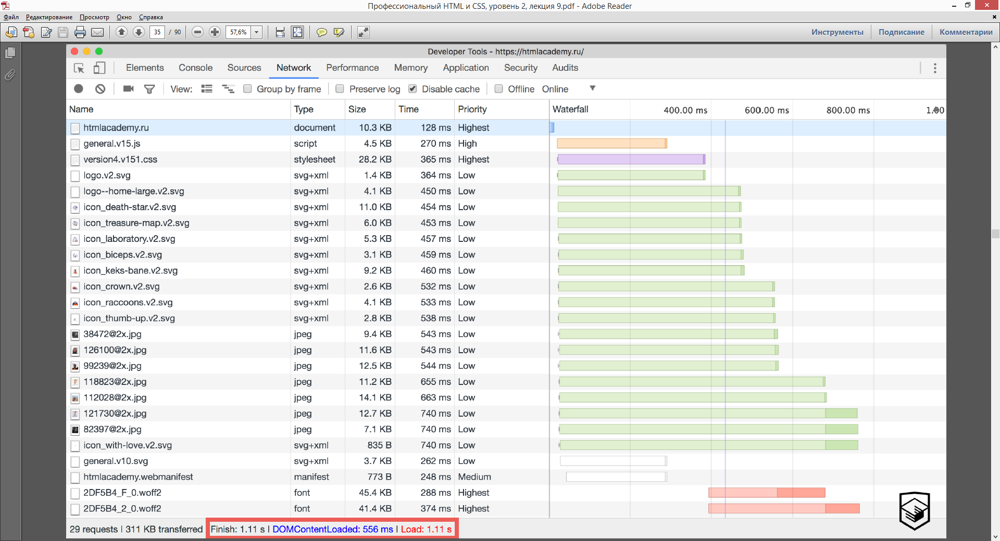 Профессиональный HTML и CSS, уровень 2, лекция 9.pdf - Adobe Reader
Файл Редактирование Просмотр Окно Справка
35 / 90 57,6% Инструменты Подписание Комментарии
Developer Tools - https://htmlacademy.ru/
Elements Console Sources Network Performance Memory Application Security Audits
View: Group by frame Preserve log Disable cache Offline Online
Name Type Size Time Priority Waterfall 400.00 ms 600.00 ms 800.00 ms 1.00
htmlacademy.ru document 10.3 KB 128 ms Highest
general.v15.js script 4.5 KB 270 ms High
version4.v151.css stylesheet 28.2 KB 365 ms Highest
logo.v2.svg svg+xml 1.4 KB 364 ms Low
logo--home-large.v2.svg svg+xml 4.1 KB 450 ms Low
icon_death-star.v2.svg svg+xml 11.0 KB 454 ms Low
icon_treasure-map.v2.svg svg+xml 6.0 KB 453 ms Low
icon_laboratory.v2.svg svg+xml 5.3 KB 457 ms Low
icon_biceps.v2.svg svg+xml 3.1 KB 459 ms Low
icon_keks-bane.v2.svg svg+xml 9.2 KB 460 ms Low
icon_crown.v2.svg svg+xml 2.6 KB 532 ms Low
icon_raccoons.v2.svg svg+xml 4.1 KB 533 ms Low
icon_thumb-up.v2.svg svg+xml 2.8 KB 538 ms Low
38472@2x.jpg jpeg 9.4 KB 543 ms Low
126100@2x.jpg jpeg 11.6 KB 543 ms Low
99239@2x.jpg jpeg 12.5 KB 544 ms Low
118823@2x.jpg jpeg 11.2 KB 655 ms Low
112028@2x.jpg jpeg 14.1 KB 663 ms Low
121730@2x.jpg jpeg 12.7 KB 740 ms Low
82397@2x.jpg jpeg 7.1 KB 740 ms Low
icon_with-love.v2.svg svg+xml 835 B 740 ms Low
general.v10.svg svg+xml 3.7 KB 262 ms Low
htmlacademy.webmanifest manifest 773 B 248 ms Medium
2DF5B4_F_0.woff2 font 45.4 KB 288 ms Highest
2DF5B4_2_0.woff2 font 41.4 KB 374 ms Highest
29 requests | 311 KB transferred Finish: 1.11 s | DOMContentLoaded: 556 ms | Load: 1.11 s